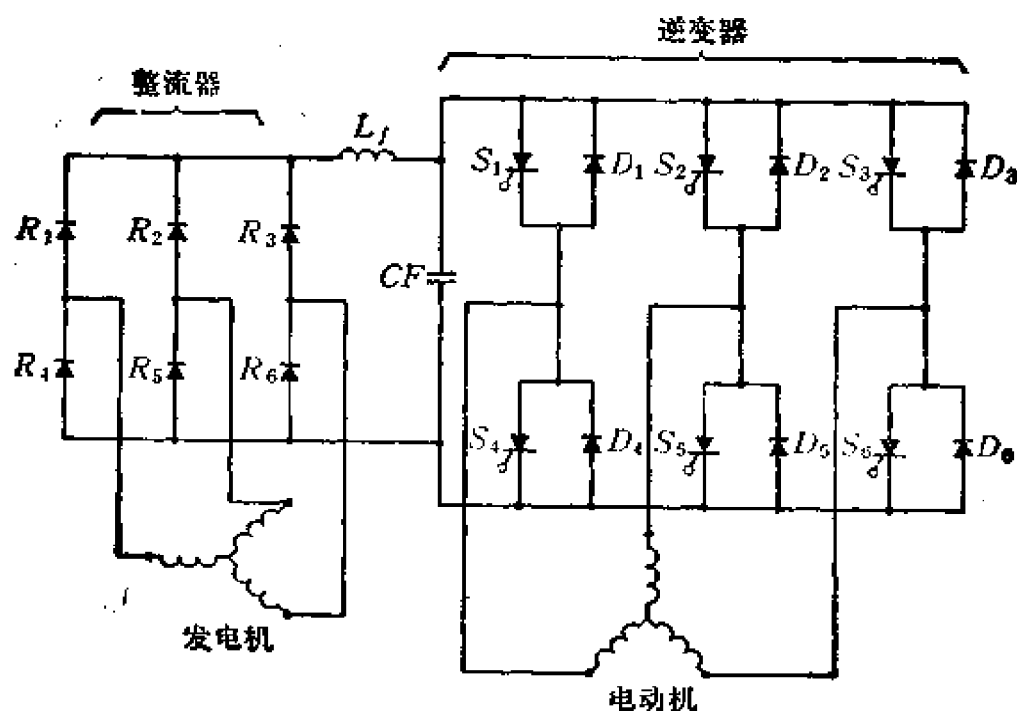 逆变器
整流器
L_f
S₁ D₁ S₂ D₂ S₃ D₃
R₁ R₂ R₃
CF
R₄ R₅ R₆
S₄ D₄ S₅ D₅ S₆ D₆
发电机
电动机